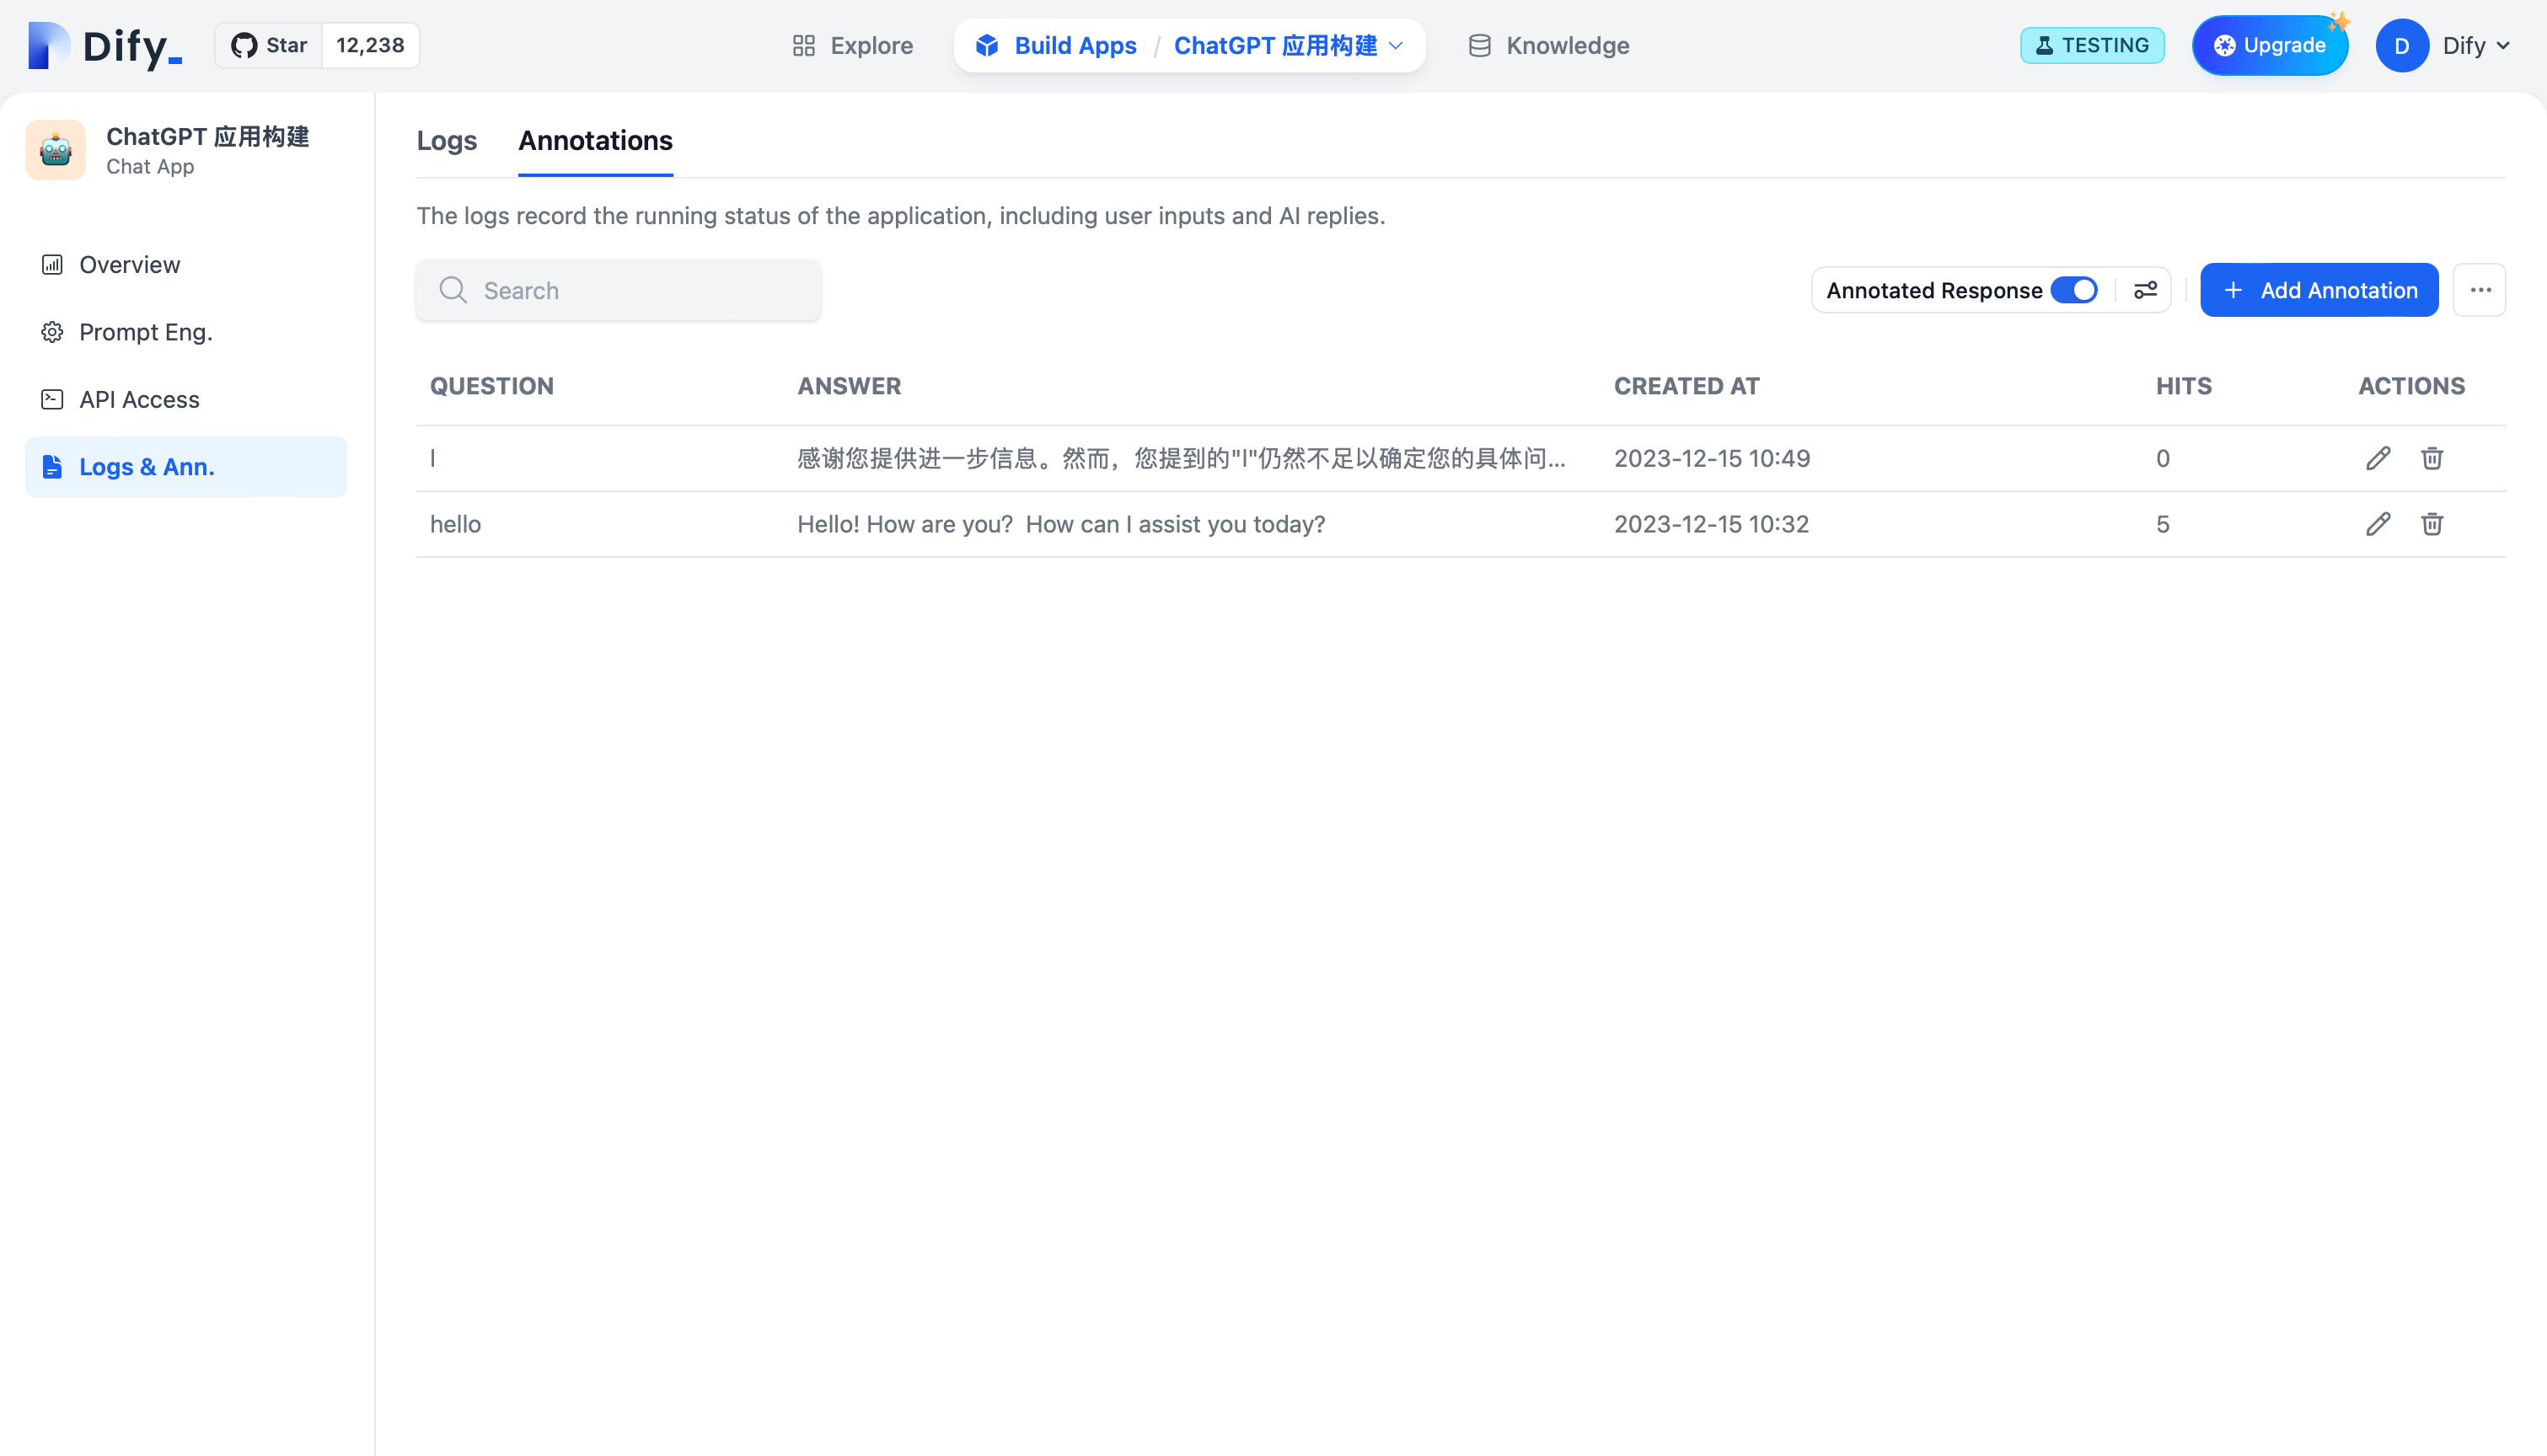 Dify_
Star 12,238
Explore
Build Apps / ChatGPT 应用构建
Knowledge
TESTING
Upgrade
D Dify
ChatGPT 应用构建
Chat App
Overview
Prompt Eng.
API Access
Logs & Ann.
Logs Annotations
The logs record the running status of the application, including user inputs and AI replies.
Search
Annotated Response
+ Add Annotation
QUESTION ANSWER CREATED AT HITS ACTIONS
l 感谢您提供进一步信息。然而，您提到的"l"仍然不足以确定您的具体问... 2023-12-15 10:49 0
hello Hello! How are you? How can I assist you today? 2023-12-15 10:32 5